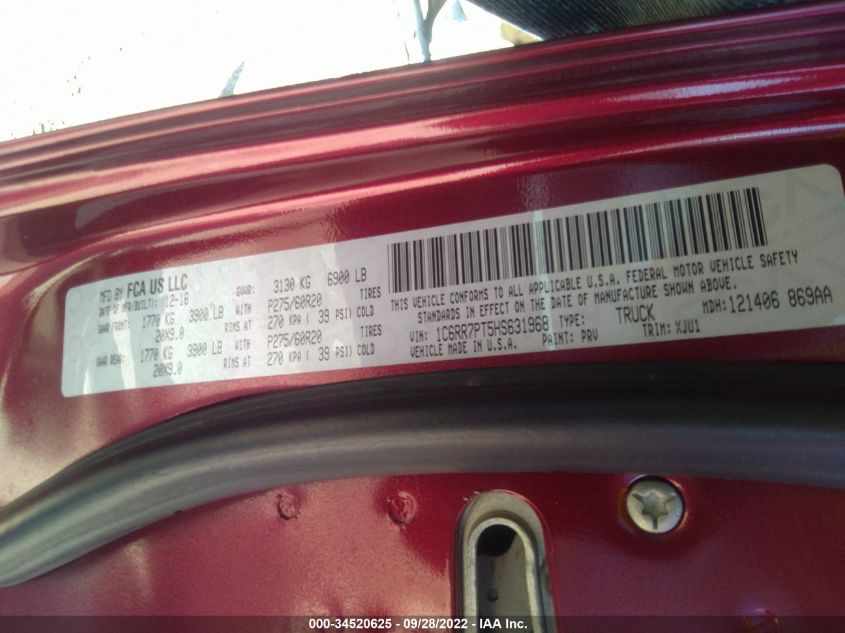 MFD BY FCA US LLC GVWR: 3130 KG 6900 LB
DATE OF MFR (BUILT): 12-16
GAWR FRONT: 1770 KG 3900 LB WITH P275/60R20 TIRES
20X9.0 RIMS AT 270 KPA ( 39 PSI) COLD
GAWR REAR: 1770 KG 3900 LB WITH P275/60R20 TIRES
20X9.0 RIMS AT 270 KPA ( 39 PSI) COLD
THIS VEHICLE CONFORMS TO ALL APPLICABLE U.S.A. FEDERAL MOTOR VEHICLE SAFETY
STANDARDS IN EFFECT ON THE DATE OF MANUFACTURE SHOWN ABOVE.
VIN: 1C6RR7PT5HS631968 TYPE: TRUCK MDH: 121406 869AA
VEHICLE MADE IN U.S.A. PAINT: PRV TRIM: XJU1
000-34520625 - 09/28/2022 - IAA Inc.